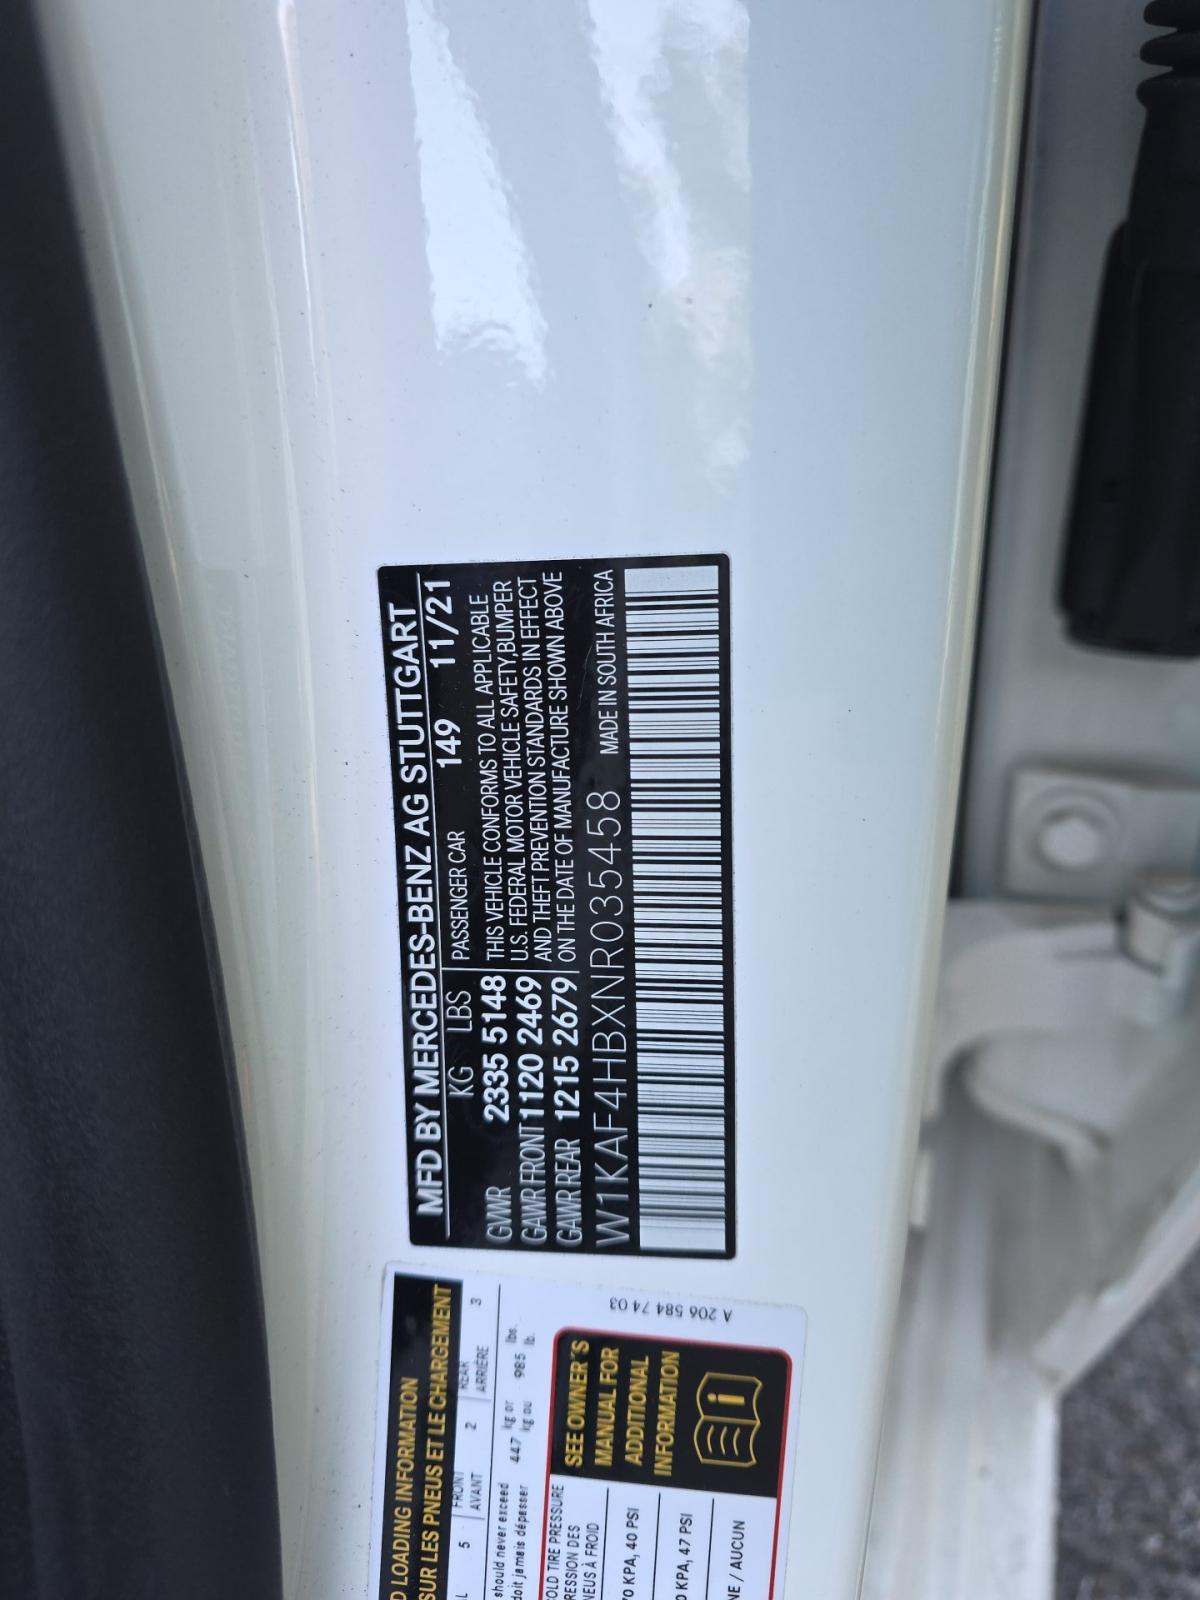 MFD BY MERCEDES-BENZ AG STUTTGART
KG LBS PASSENGER CAR 149 11/21
GVWR 2335 5148 THIS VEHICLE CONFORMS TO ALL APPLICABLE
GAWR FRONT 1120 2469 U.S. FEDERAL MOTOR VEHICLE SAFETY,BUMPER
GAWR REAR 1215 2679 AND THEFT PREVENTION STANDARDS IN EFFECT
ON THE DATE OF MANUFACTURE SHOWN ABOVE
W1KAF4HBXNR035458 MADE IN SOUTH AFRICA
D LOADING INFORMATION
SUR LES PNEUS ET LE CHARGEMENT
L 5 FRONT 2 REAR 3
AVANT ARRIÈRE
should never exceed 447 kg or 985 lbs.
doit jamais dépasser kg ou lb.
OLD TIRE PRESSURE
RESSION DES
NEUS À FROID
70 KPA, 40 PSI
0 KPA, 47 PSI
NE / AUCUN
SEE OWNER'S
MANUAL FOR
ADDITIONAL
INFORMATION
i
A 206 584 74 03